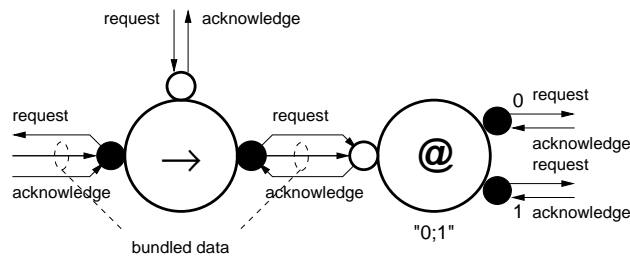 request
acknowledge
request
acknowledge
→
request
acknowledge
bundled data
@
"0;1"
0
request
acknowledge
request
1
acknowledge